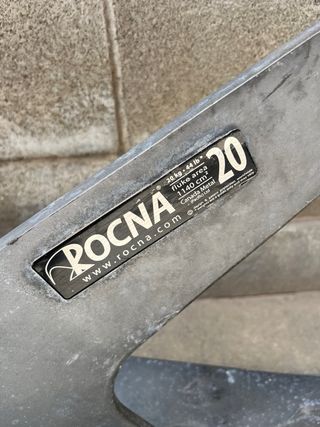 ROCNA®
www.rocna.com
20 kg - 44 lb
fluke area
1140 cm²
Canada Metal
20